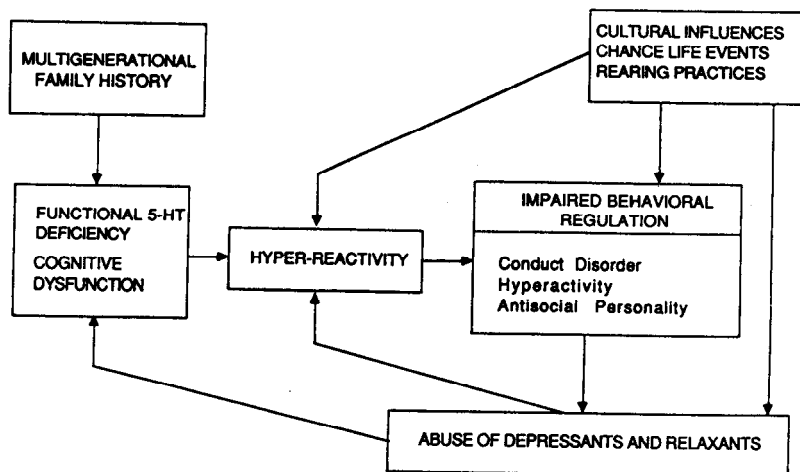 MULTIGENERATIONAL
FAMILY HISTORY
CULTURAL INFLUENCES
CHANCE LIFE EVENTS
REARING PRACTICES
FUNCTIONAL 5-HT
DEFICIENCY
COGNITIVE
DYSFUNCTION
HYPER-REACTIVITY
IMPAIRED BEHAVIORAL
REGULATION
Conduct Disorder
Hyperactivity
Antisocial Personality
ABUSE OF DEPRESSANTS AND RELAXANTS